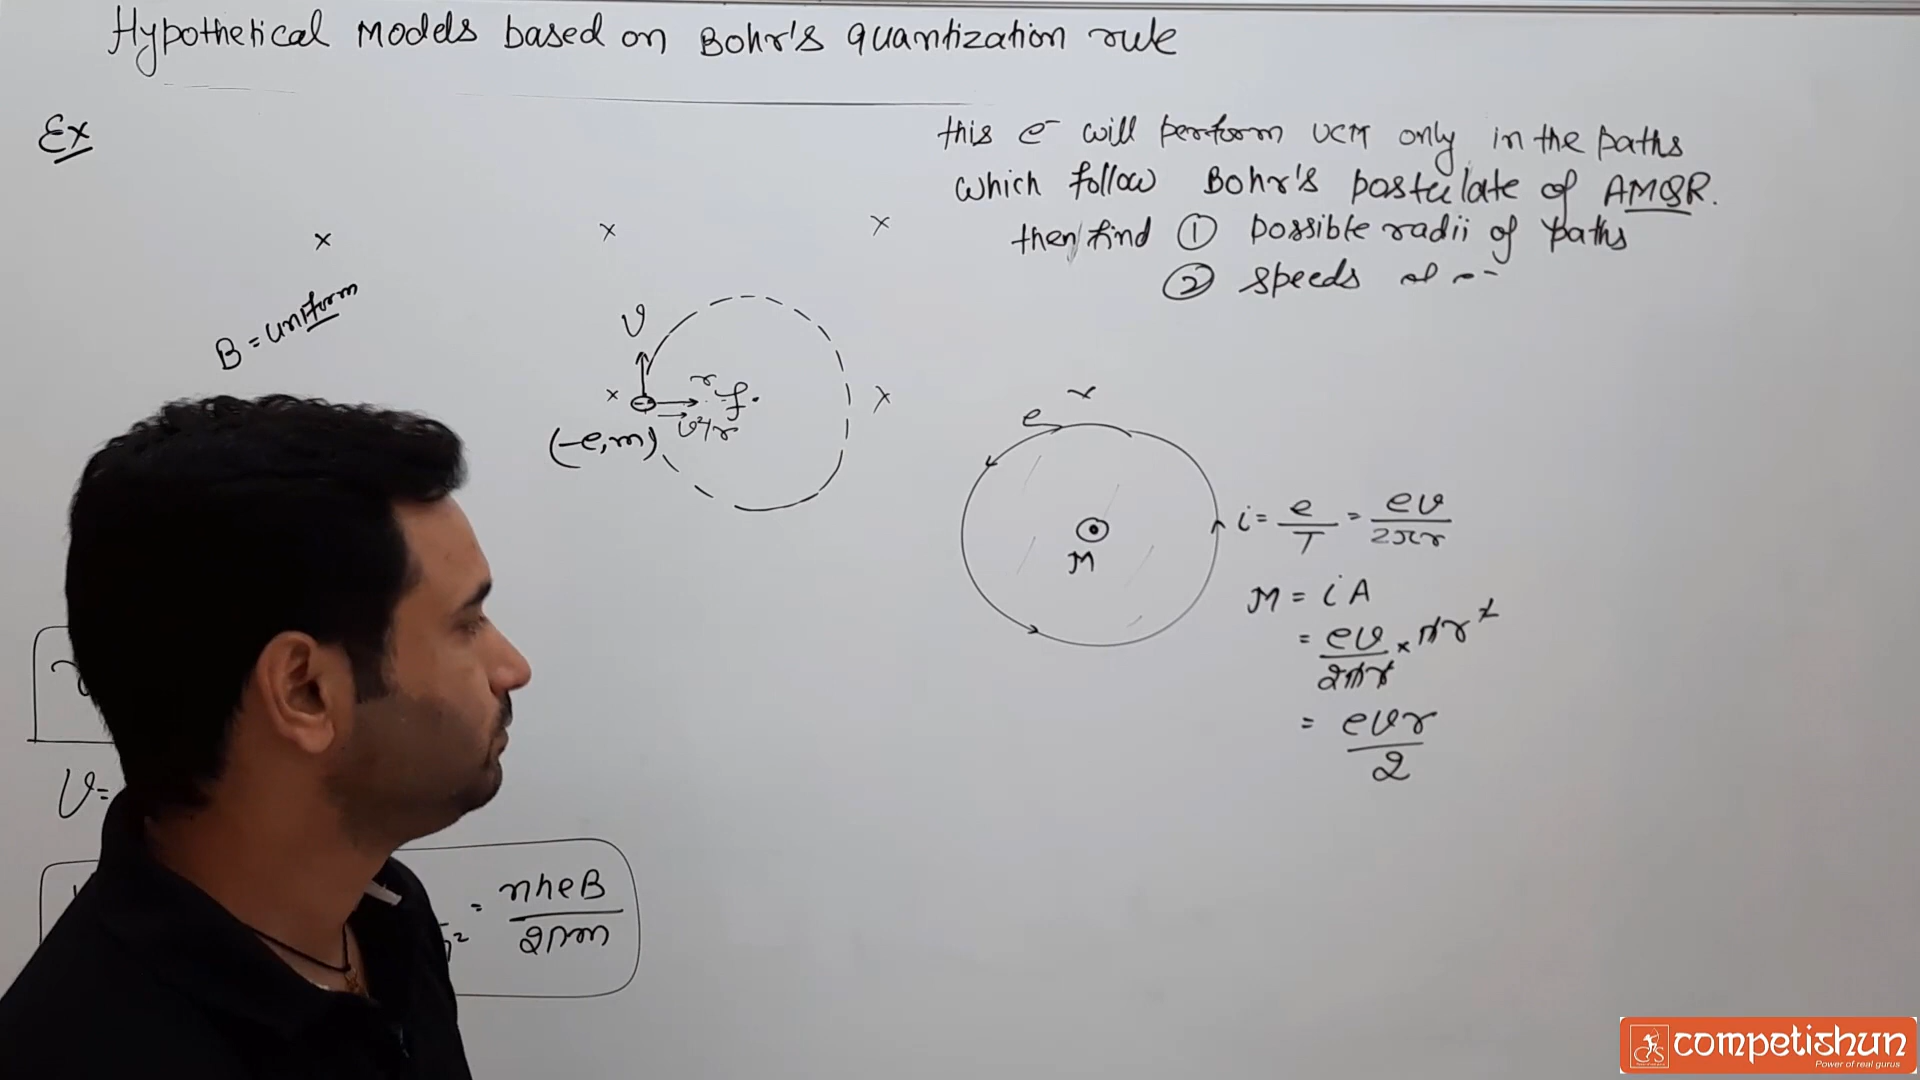 Hypothetical Models based on Bohr's quantization rule
Ex
this e⁻ will perform UCM only in the paths
which follow Bohr's postulate of AMQR.
then find ① possible radii of paths
② speeds of e⁻
x x x
B = uniform
v
x r f x
(-e,m) v²/r
e
M
i = e/T = ev/2πr
M = iA
= ev/2πr × πr²
= evr/2
v=
= nheB/2πm
competishun
Power of real gurus